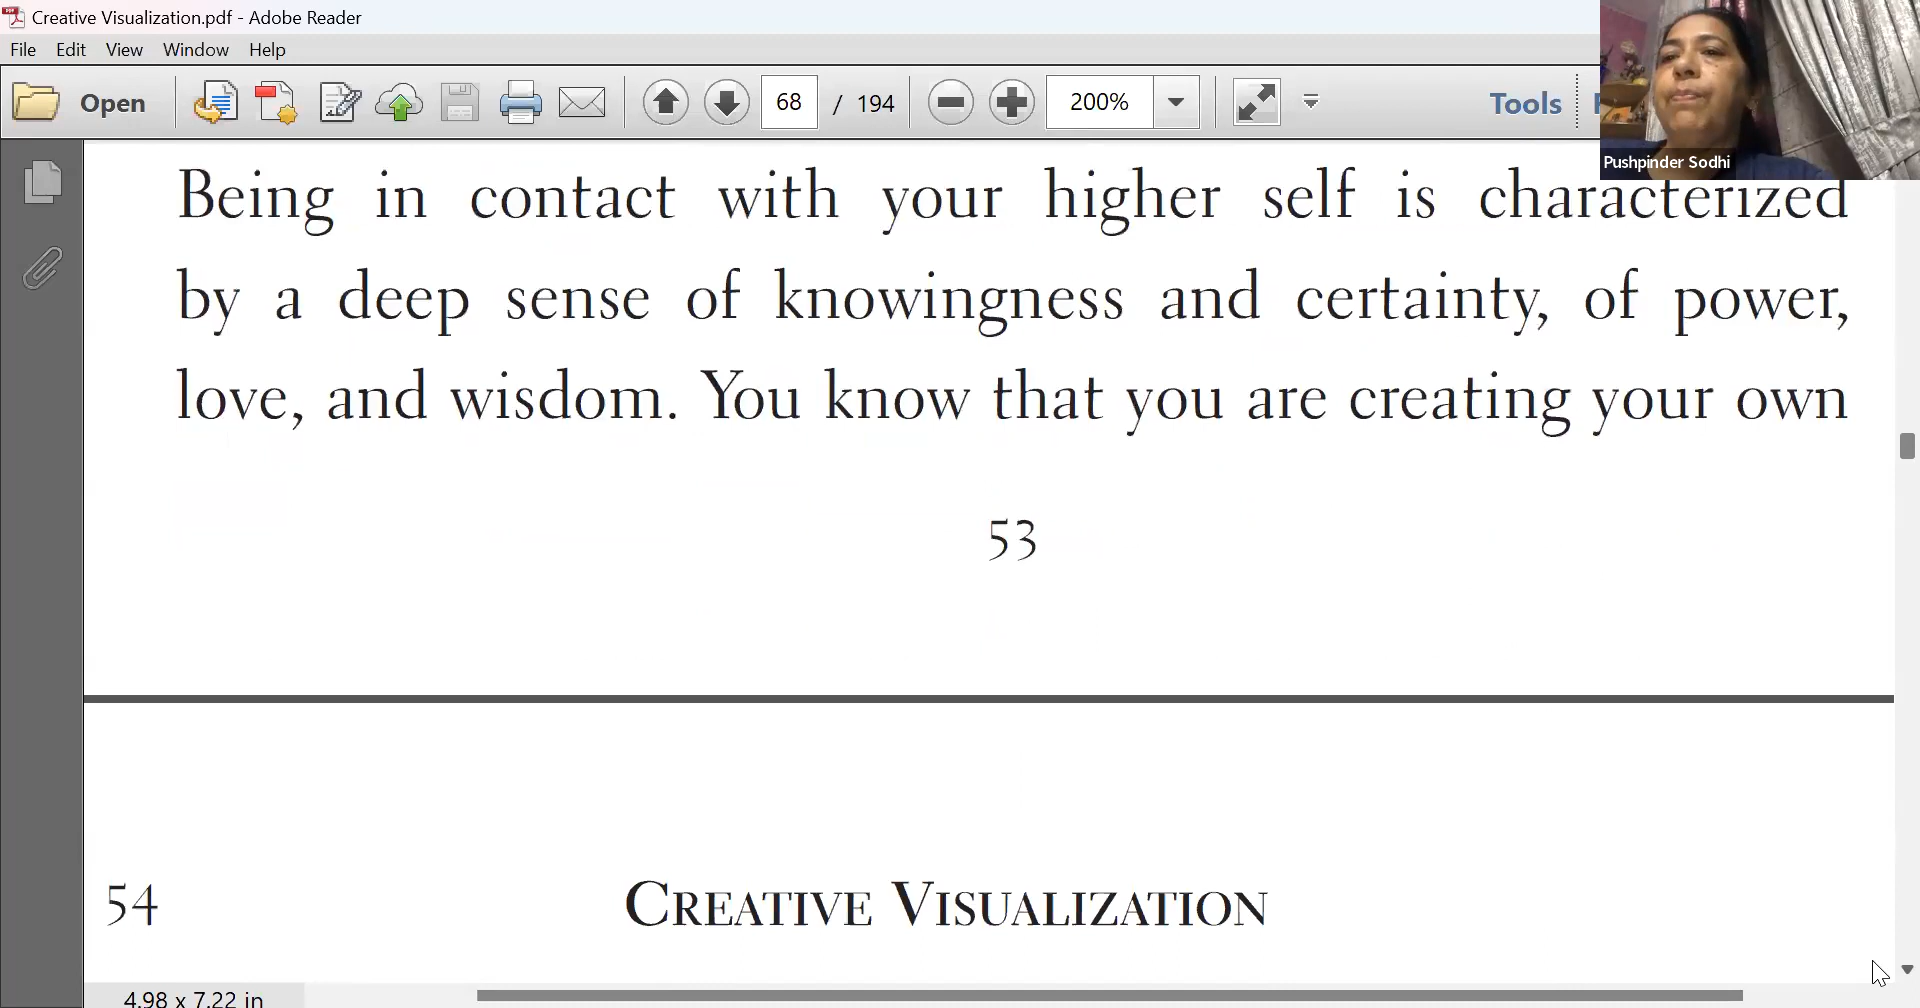 Creative Visualization.pdf - Adobe Reader
File Edit View Window Help
Open 68 / 194 200% Tools
Pushpinder Sodhi
Being in contact with your higher self is characterized
by a deep sense of knowingness and certainty, of power,
love, and wisdom. You know that you are creating your own
53
54 CREATIVE VISUALIZATION
4.98 x 7.22 in